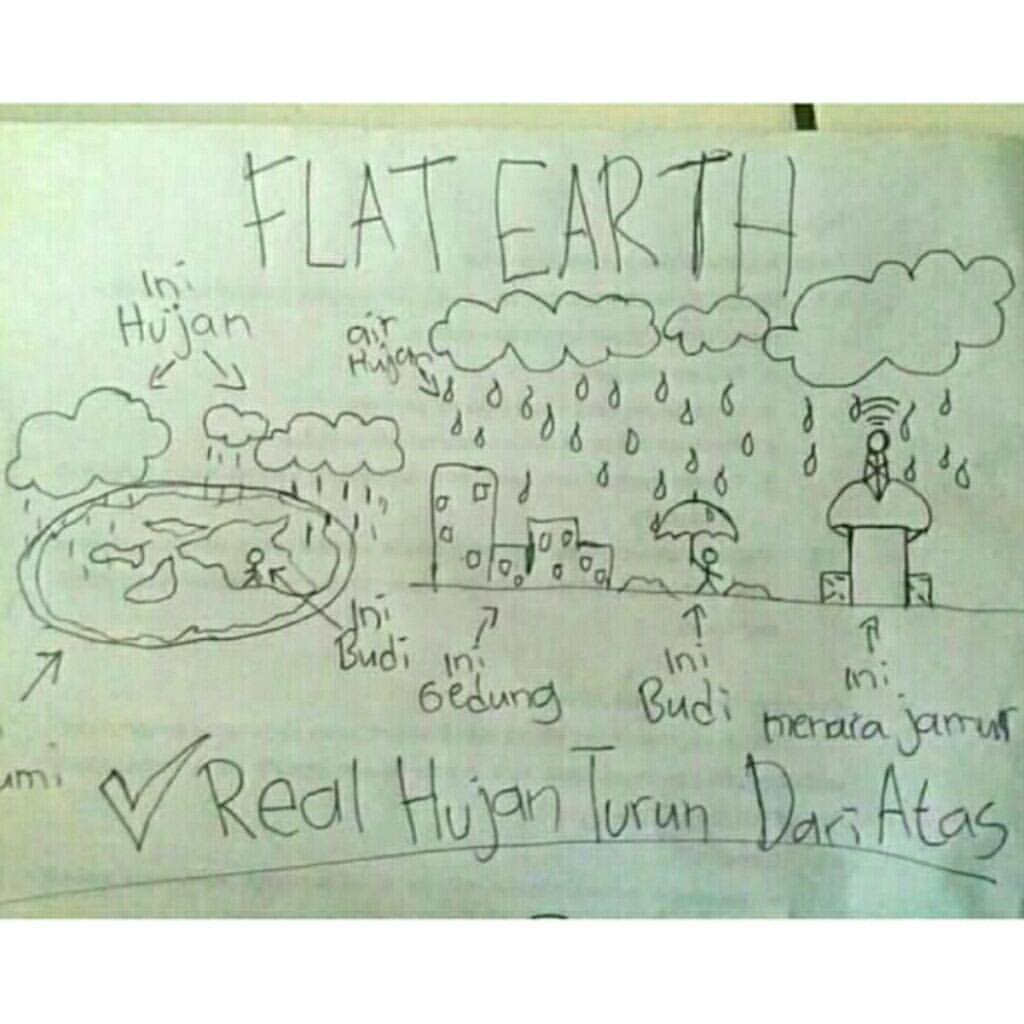 FLAT EARTH
Ini
Hujan
air
Hujan
Ini
Budi
Ini
Gedung
Ini
Budi
Ini
menara jamur
umi
Real Hujan Turun Dari Atas